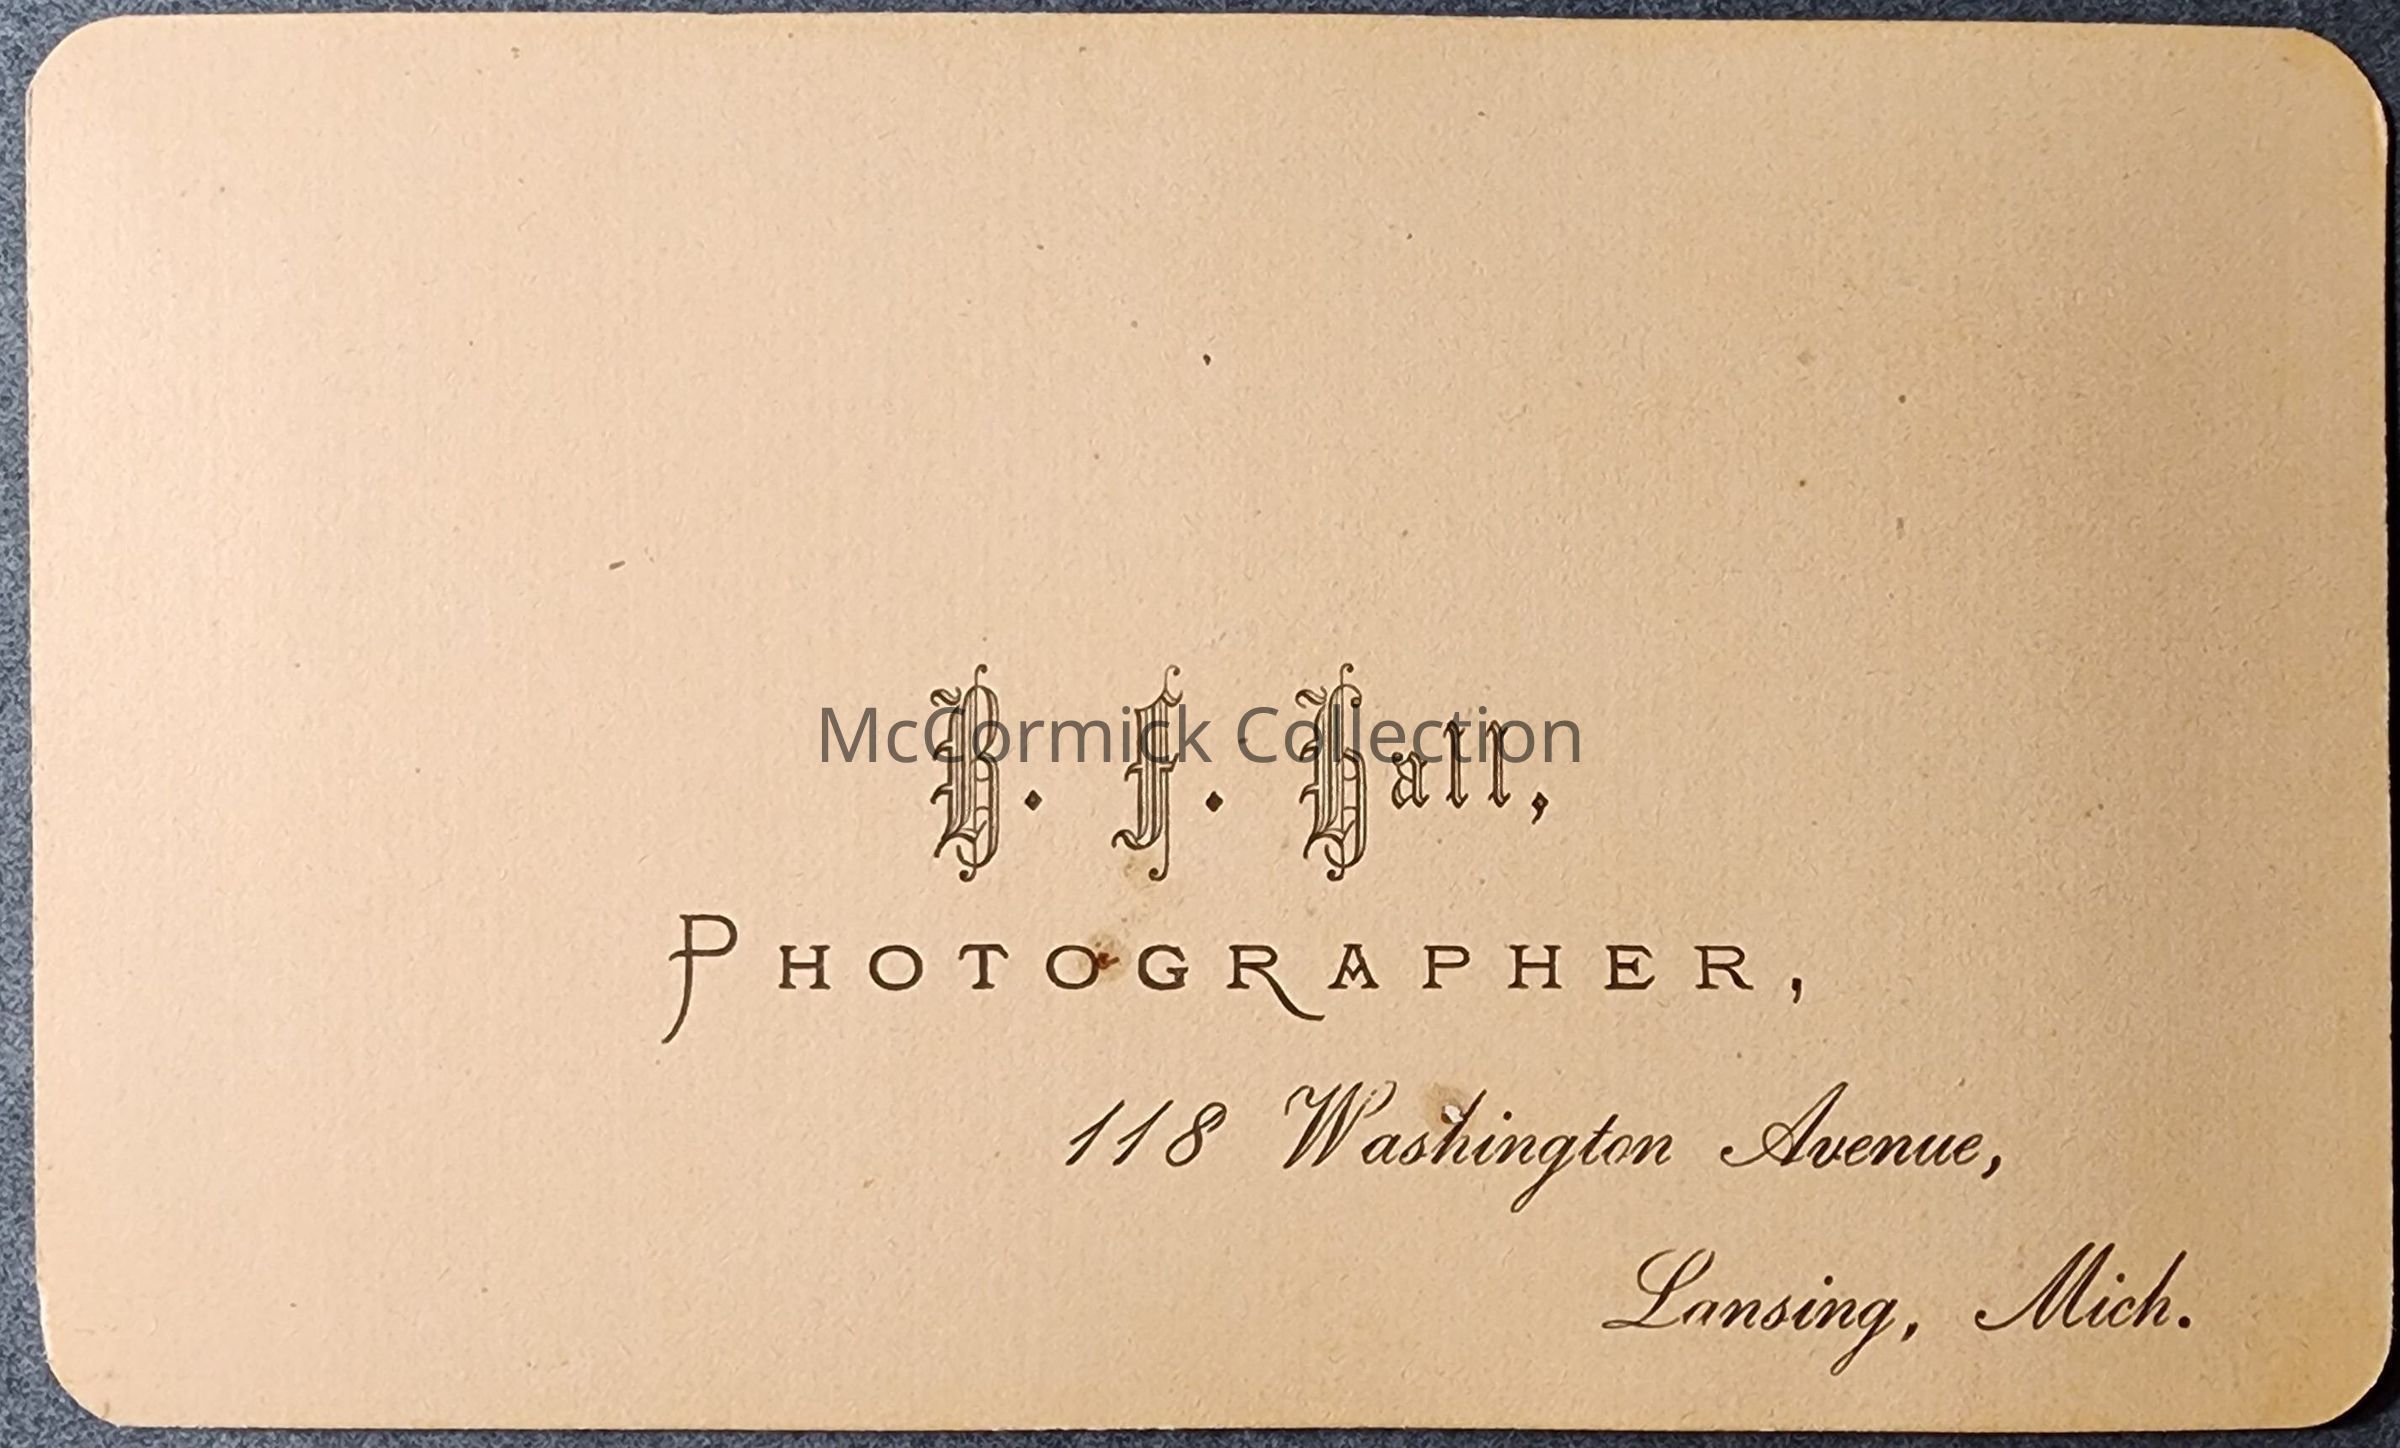 McCormick Collection
B. F. Hall,
PHOTOGRAPHER,
118 Washington Avenue,
Lansing, Mich.